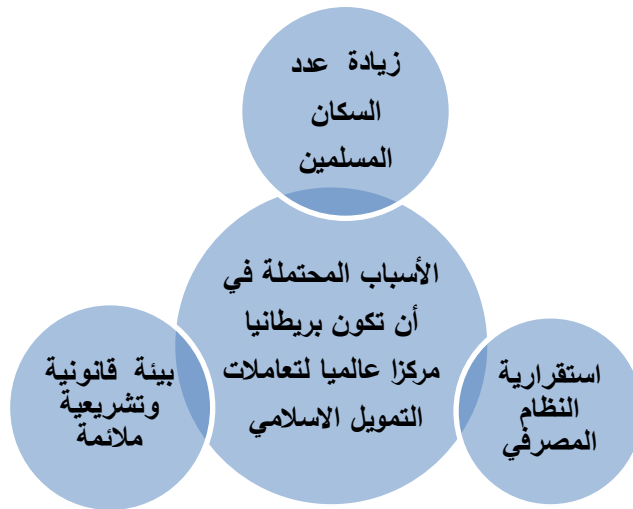 زيادة عدد
السكان
المسلمين
الأسباب المحتملة في
أن تكون بريطانيا
مركزا عالميا لتعاملات
التمويل الاسلامي
استقرارية
النظام
المصرفي
بيئة قانونية
وتشريعية
ملائمة